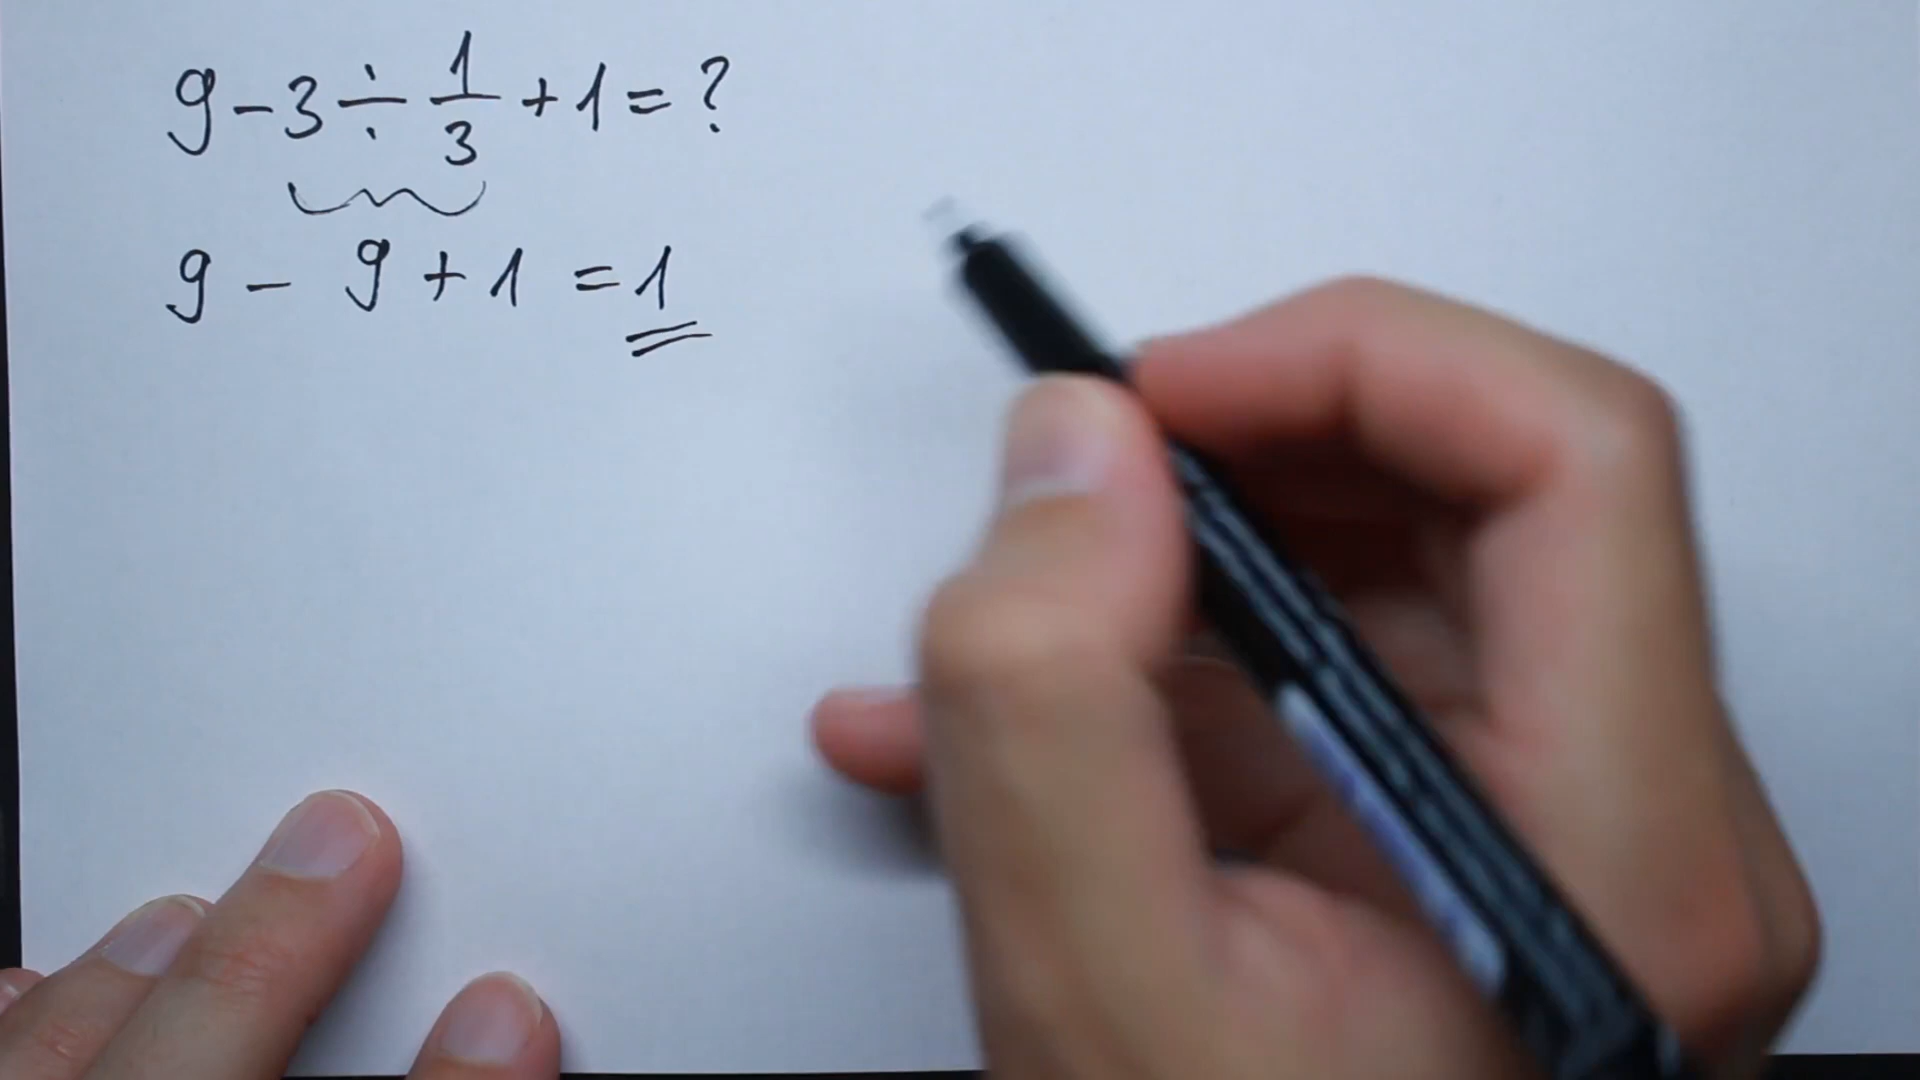 9 - 3 ÷ 1/3 + 1 = ?
9 - 9 + 1 = 1